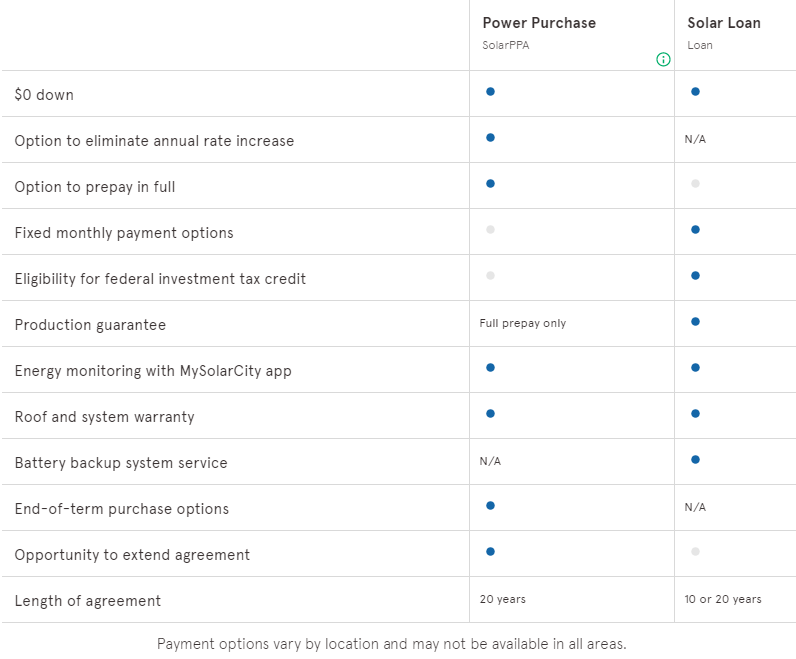 Power Purchase Solar Loan
SolarPPA Loan
$0 down
Option to eliminate annual rate increase N/A
Option to prepay in full
Fixed monthly payment options
Eligibility for federal investment tax credit
Production guarantee Full prepay only
Energy monitoring with MySolarCity app
Roof and system warranty
Battery backup system service N/A
End-of-term purchase options N/A
Opportunity to extend agreement
Length of agreement 20 years 10 or 20 years
Payment options vary by location and may not be available in all areas.